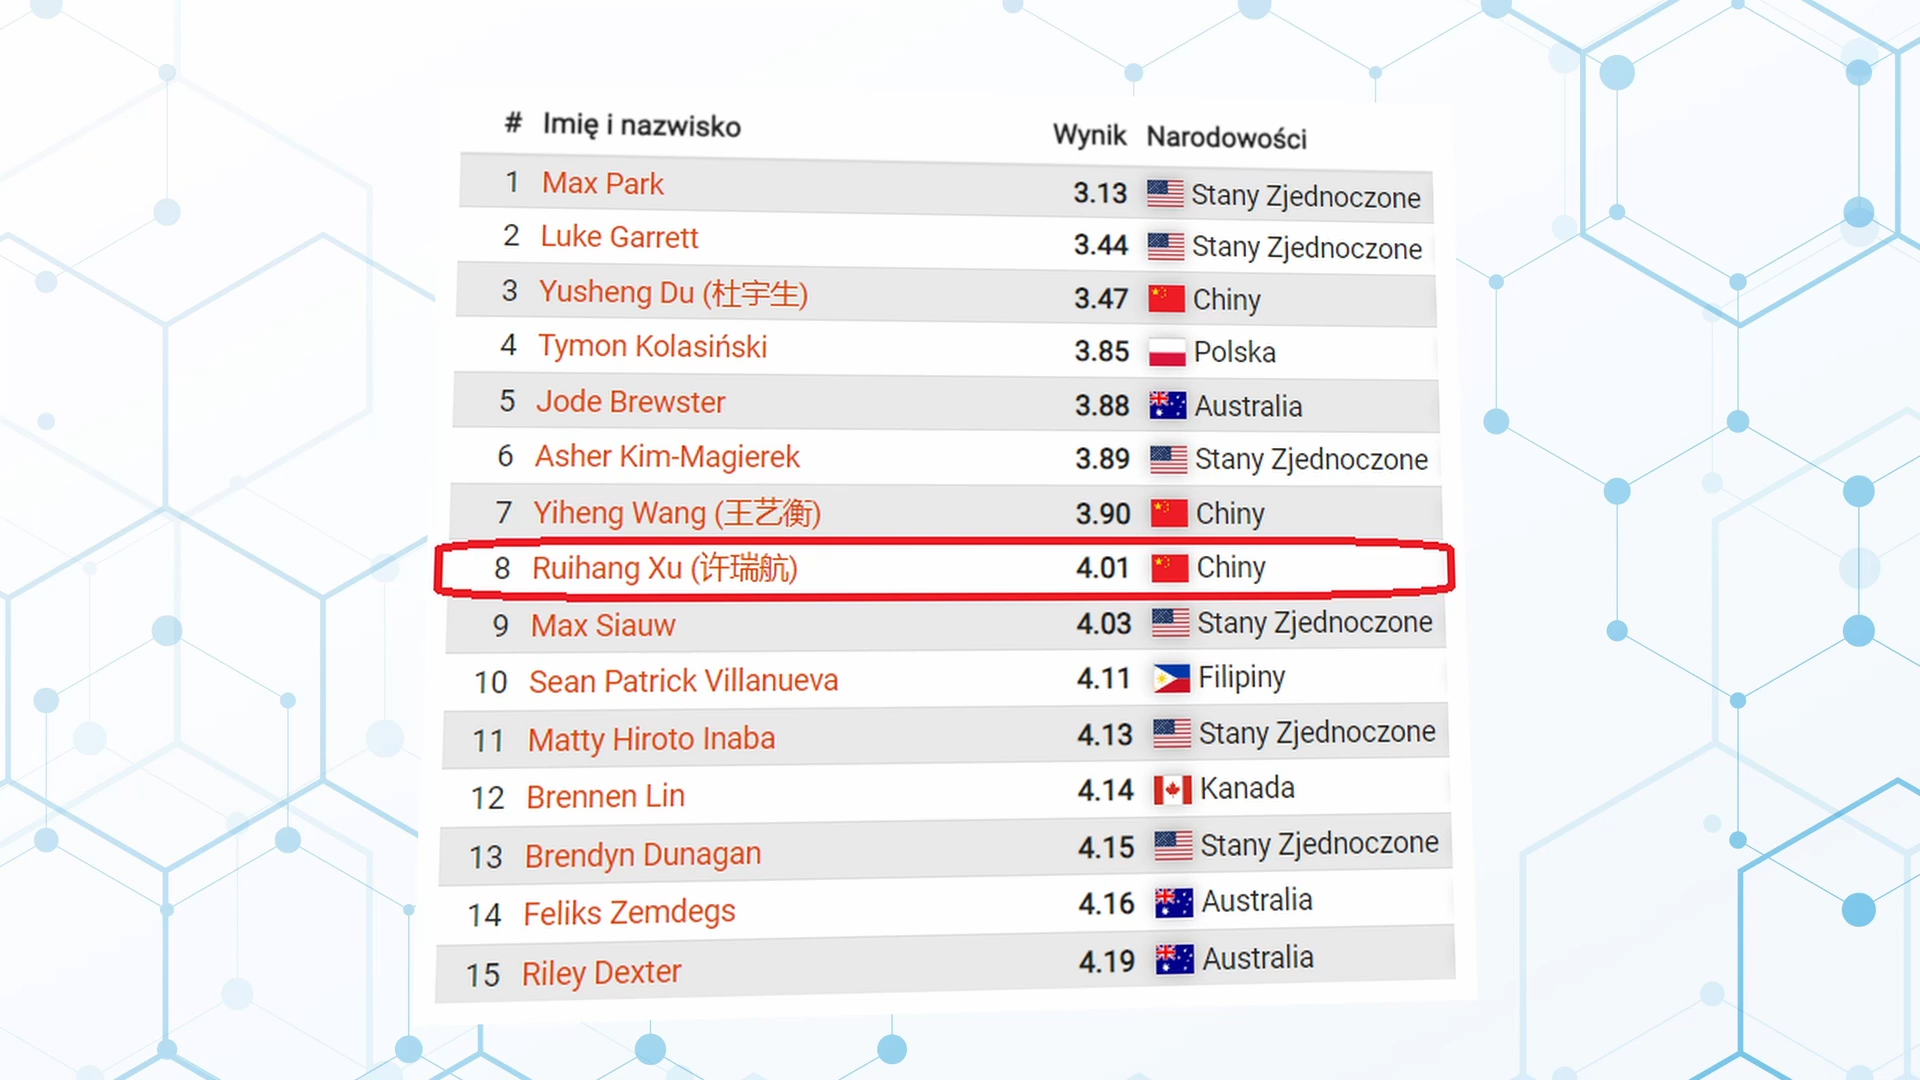 # Imię i nazwisko Wynik Narodowości
1 Max Park 3.13 Stany Zjednoczone
2 Luke Garrett 3.44 Stany Zjednoczone
3 Yusheng Du (杜宇生) 3.47 Chiny
4 Tymon Kolasiński 3.85 Polska
5 Jode Brewster 3.88 Australia
6 Asher Kim-Magierek 3.89 Stany Zjednoczone
7 Yiheng Wang (王艺衡) 3.90 Chiny
8 Ruihang Xu (许瑞航) 4.01 Chiny
9 Max Siauw 4.03 Stany Zjednoczone
10 Sean Patrick Villanueva 4.11 Filipiny
11 Matty Hiroto Inaba 4.13 Stany Zjednoczone
12 Brennen Lin 4.14 Kanada
13 Brendyn Dunagan 4.15 Stany Zjednoczone
14 Feliks Zemdegs 4.16 Australia
15 Riley Dexter 4.19 Australia